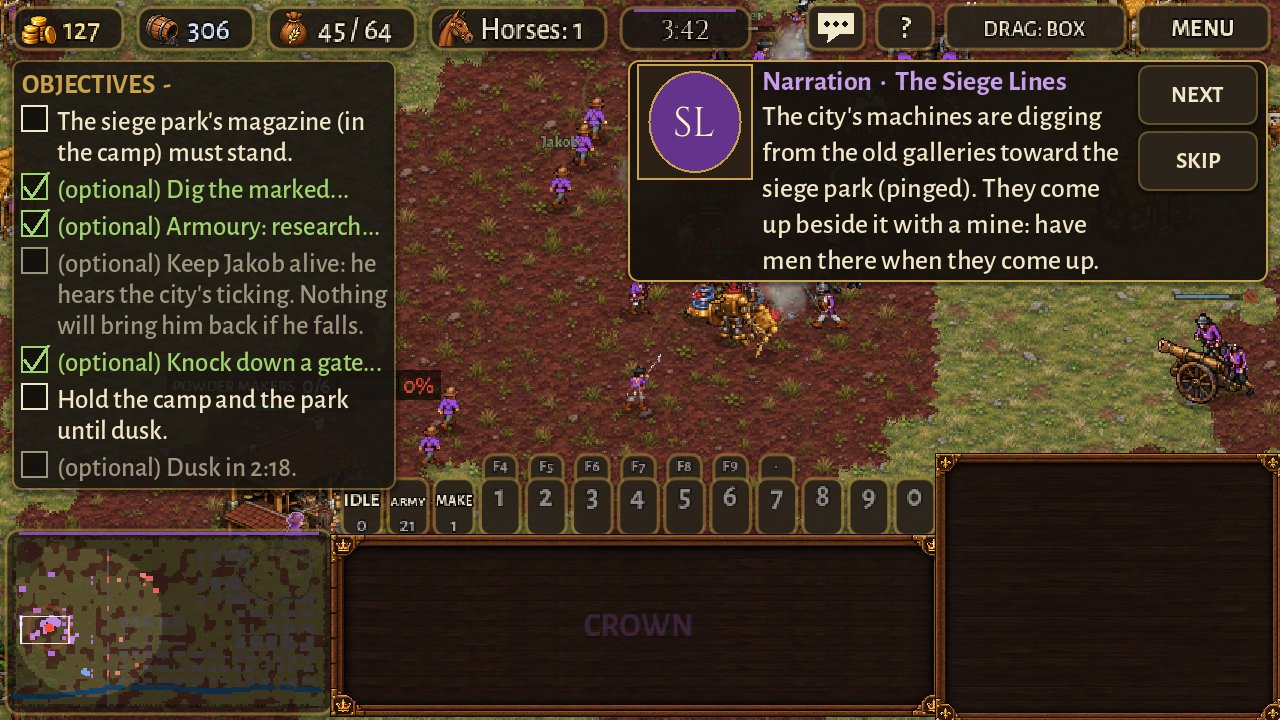 127
306
45 / 64
Horses: 1
3:42
?
DRAG: BOX
MENU
OBJECTIVES -
The siege park's magazine (in
the camp) must stand.
(optional) Dig the marked...
(optional) Armoury: research...
(optional) Keep Jakob alive: he
hears the city's ticking. Nothing
will bring him back if he falls.
(optional) Knock down a gate...
Hold the camp and the park
until dusk.
(optional) Dusk in 2:18.
SL
Narration · The Siege Lines
The city's machines are digging
from the old galleries toward the
siege park (pinged). They come
up beside it with a mine: have
men there when they come up.
NEXT
SKIP
Jakob
POWDER MAKERS 0/6
0%
F4
F5
F6
F7
F8
F9
IDLE
0
ARMY
21
MAKE
1
1
2
3
4
5
6
7
8
9
0
CROWN